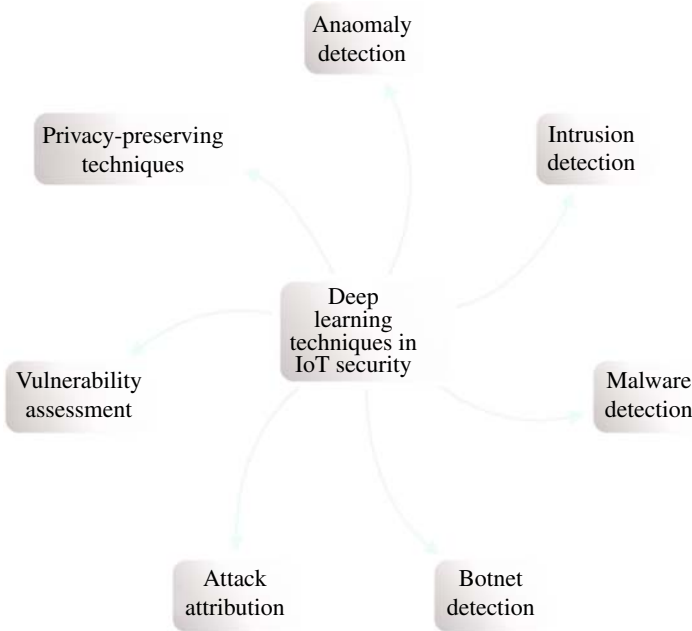 Anaomaly
detection
Privacy-preserving
techniques
Intrusion
detection
Deep
learning
techniques in
IoT security
Vulnerability
assessment
Malware
detection
Attack
attribution
Botnet
detection